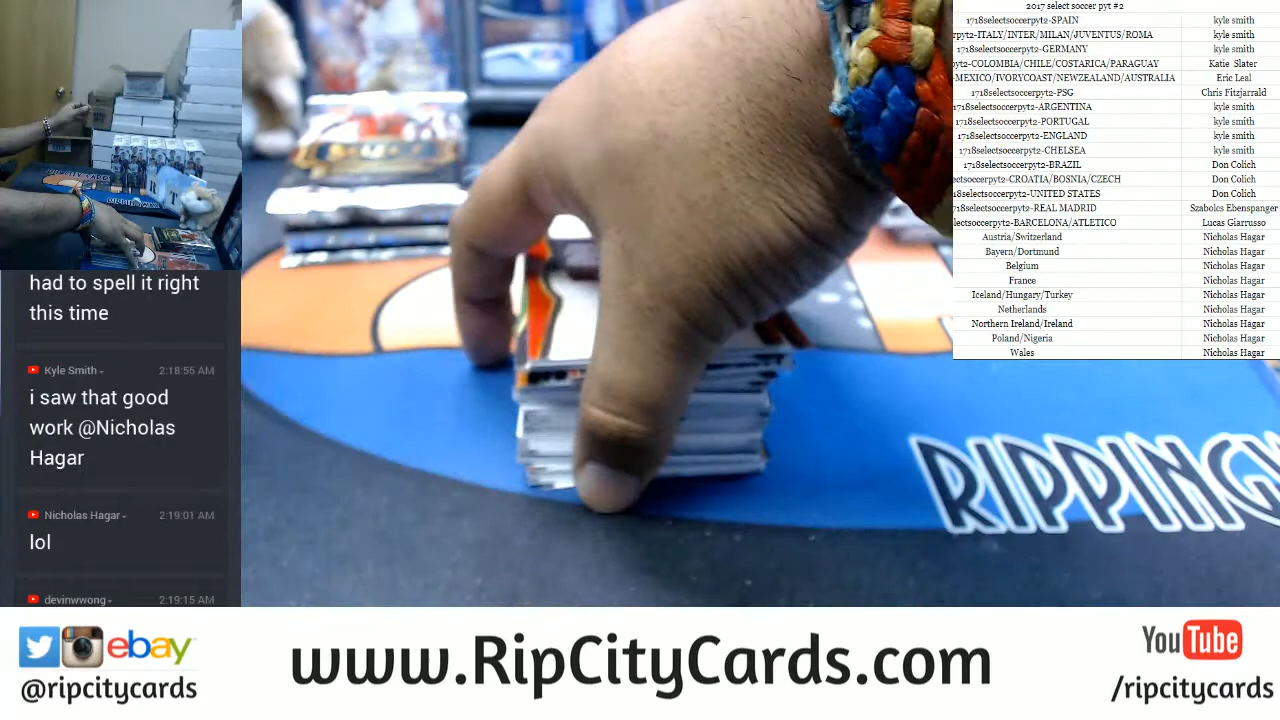 2017 select soccer pyt #2
1718selectsoccerpyt2-SPAIN kyle smith
rpyt2-ITALY/INTER/MILAN/JUVENTUS/ROMA kyle smith
1718selectsoccerpyt2-GERMANY kyle smith
pyt2-COLOMBIA/CHILE/COSTARICA/PARAGUAY Katie Slater
-MEXICO/IVORYCOAST/NEWZEALAND/AUSTRALIA Eric Leal
1718selectsoccerpyt2-PSG Chris Fitzjarrald
1718selectsoccerpyt2-ARGENTINA kyle smith
1718selectsoccerpyt2-PORTUGAL kyle smith
1718selectsoccerpyt2-ENGLAND kyle smith
1718selectsoccerpyt2-CHELSEA kyle smith
1718selectsoccerpyt2-BRAZIL Don Colich
ectsoccerpyt2-CROATIA/BOSNIA/CZECH Don Colich
18selectsoccerpyt2-UNITED STATES Don Colich
718selectsoccerpyt2-REAL MADRID Szabolcs Ebenspanger
lectsoccerpyt2-BARCELONA/ATLETICO Lucas Giarrusso
Austria/Switzerland Nicholas Hagar
Bayern/Dortmund Nicholas Hagar
Belgium Nicholas Hagar
France Nicholas Hagar
Iceland/Hungary/Turkey Nicholas Hagar
Netherlands Nicholas Hagar
Northern Ireland/Ireland Nicholas Hagar
Poland/Nigeria Nicholas Hagar
Wales Nicholas Hagar
had to spell it right
this time
Kyle Smith 2:18:55 AM
i saw that good
work @Nicholas
Hagar
Nicholas Hagar 2:19:01 AM
lol
devinwwong 2:19:15 AM
RIPPING
ebay
@ripcitycards
www.RipCityCards.com
YouTube
/ripcitycards